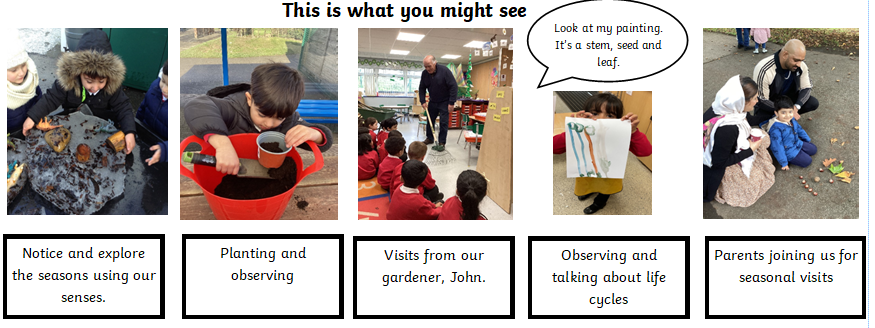 This is what you might see
Look at my painting.
It's a stem, seed and
leaf.
Notice and explore
the seasons using our
senses.
Planting and
observing
Visits from our
gardener, John.
Observing and
talking about life
cycles
Parents joining us for
seasonal visits